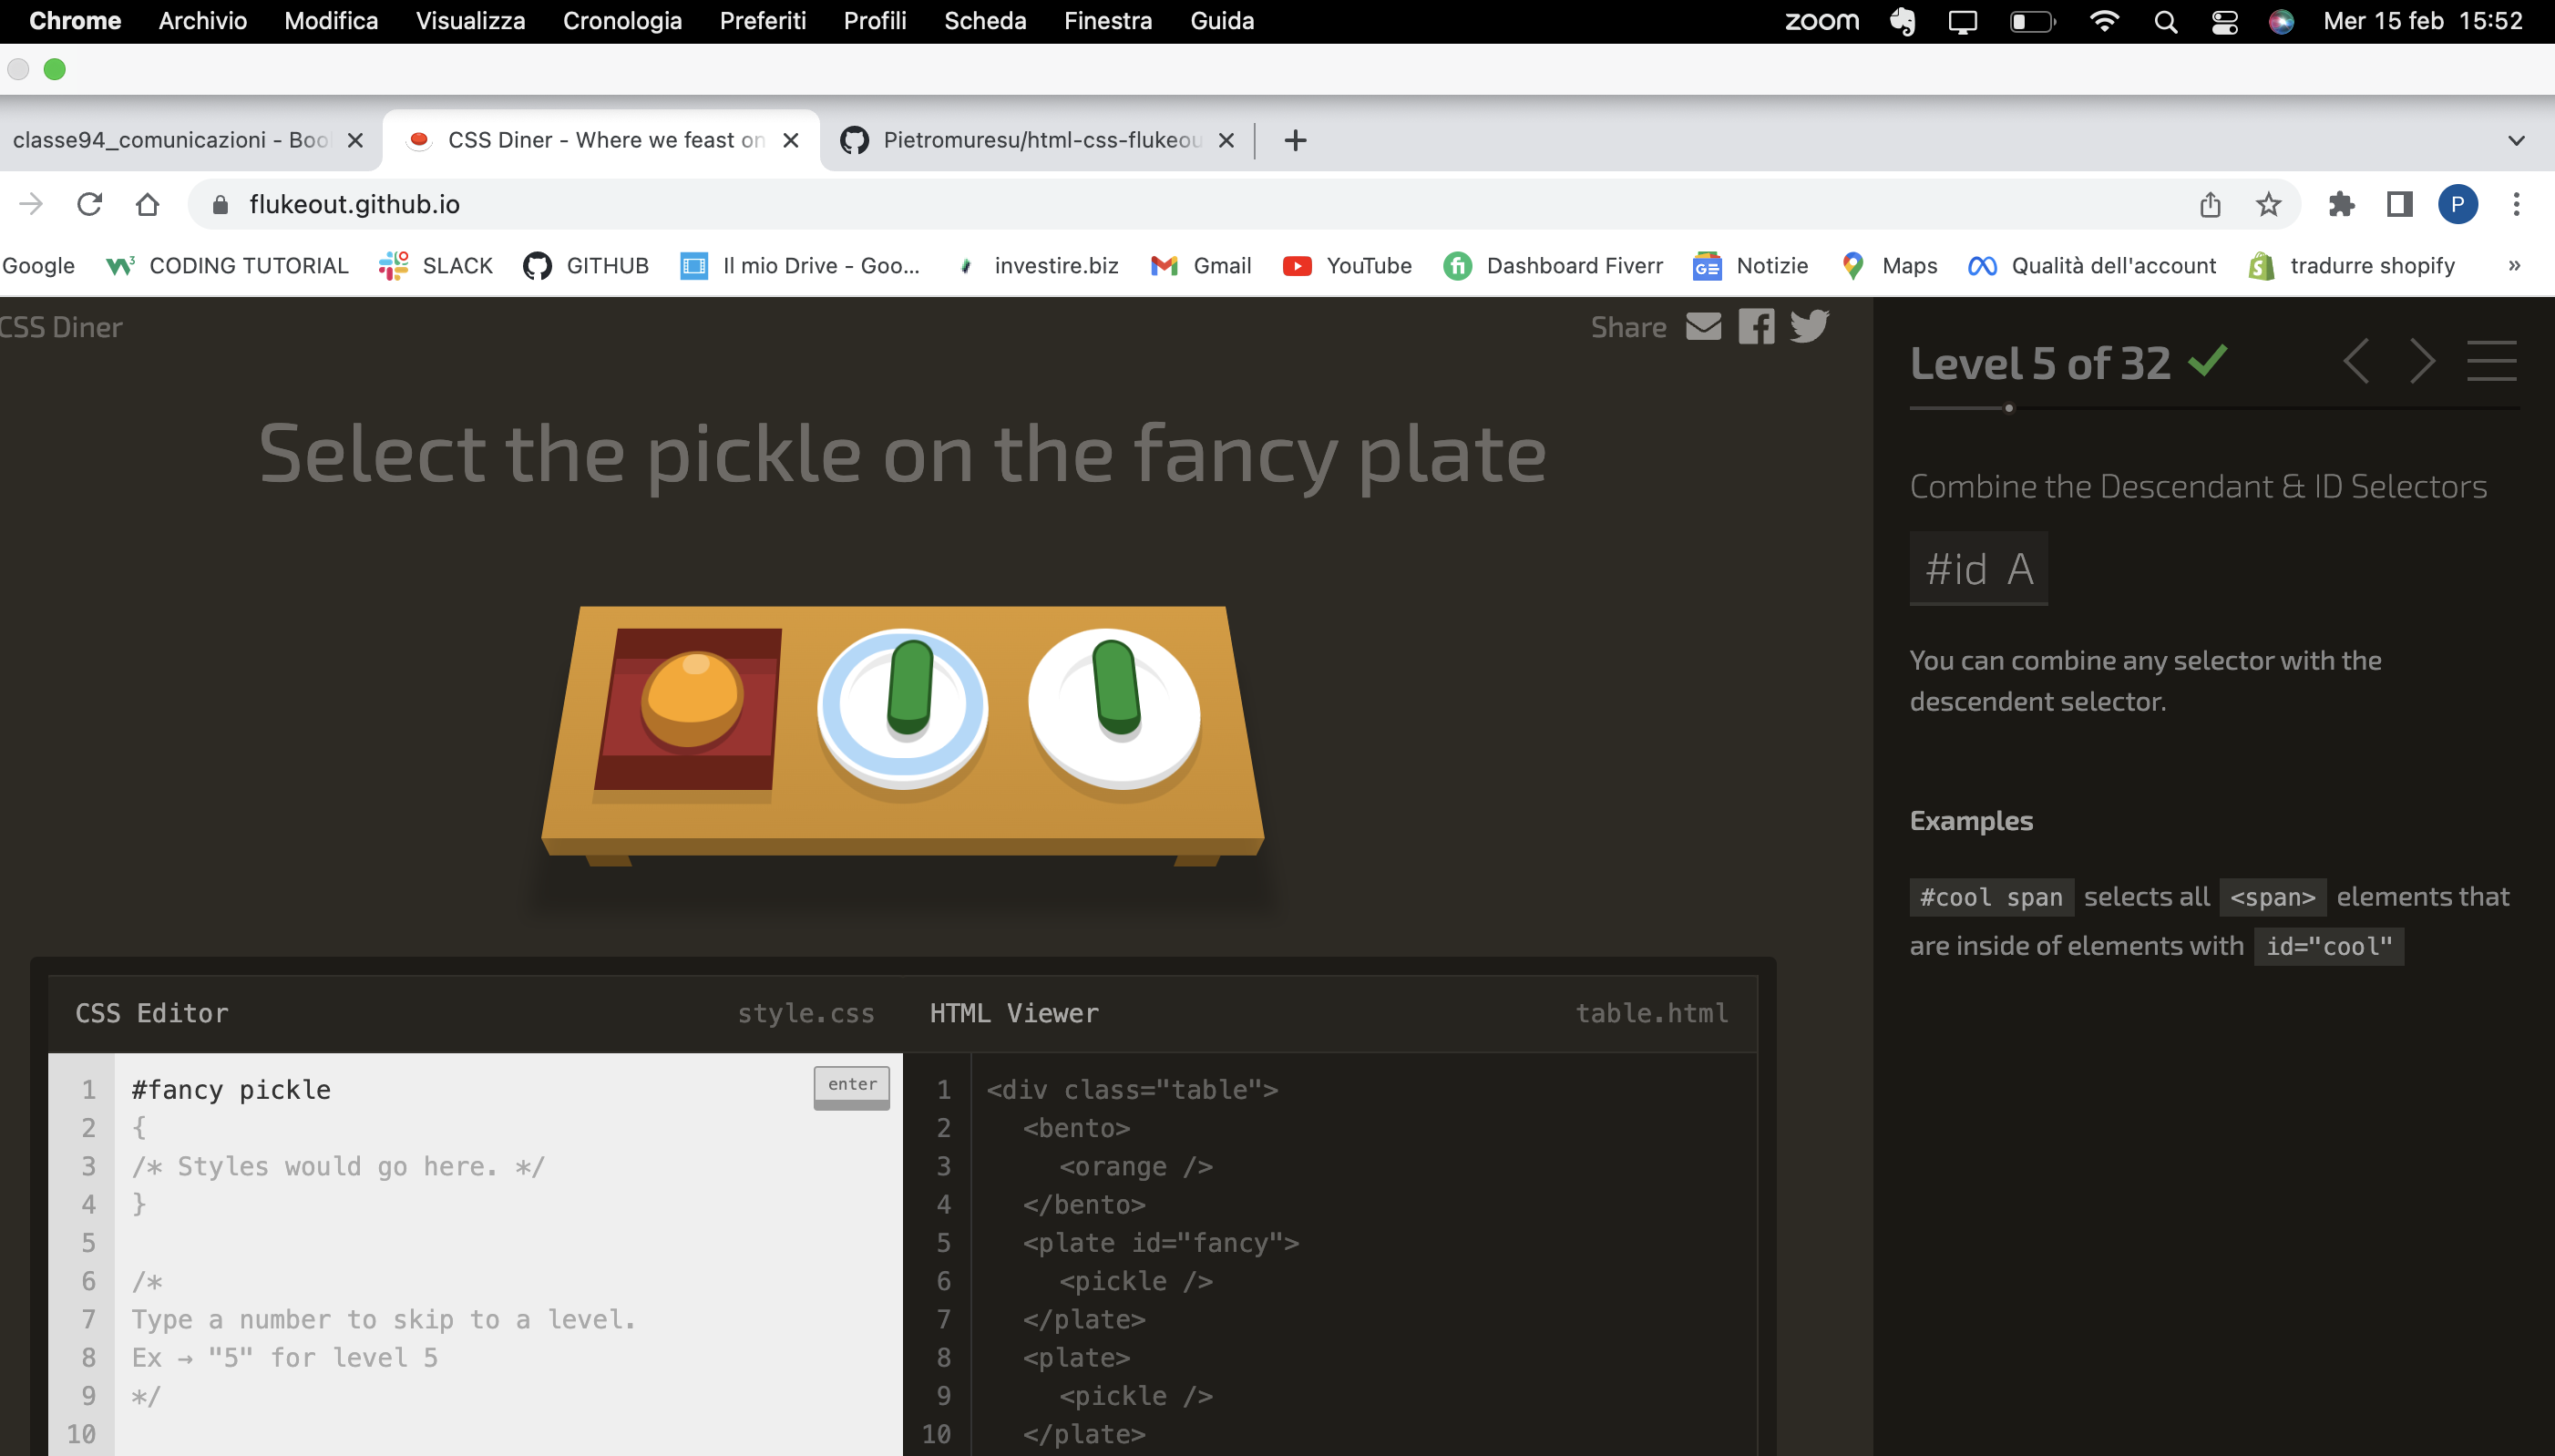 Chrome Archivio Modifica Visualizza Cronologia Preferiti Profili Scheda Finestra Guida zoom Mer 15 feb 15:52
classe94_comunicazioni - Boo CSS Diner - Where we feast on Pietromuresu/html-css-flukeou
flukeout.github.io P
Google CODING TUTORIAL SLACK GITHUB Il mio Drive - Goo... investire.biz Gmail YouTube Dashboard Fiverr Notizie Maps Qualità dell'account tradurre shopify »
CSS Diner Share
Select the pickle on the fancy plate
CSS Editor style.css
1 #fancy pickle enter
2 {
3 /* Styles would go here. */
4 }
5
6 /*
7 Type a number to skip to a level.
8 Ex → "5" for level 5
9 */
10
HTML Viewer table.html
1 <div class="table">
2 <bento>
3 <orange />
4 </bento>
5 <plate id="fancy">
6 <pickle />
7 </plate>
8 <plate>
9 <pickle />
10 </plate>
Level 5 of 32
Combine the Descendant & ID Selectors
#id A
You can combine any selector with the
descendent selector.
Examples
#cool span selects all <span> elements that
are inside of elements with id="cool"